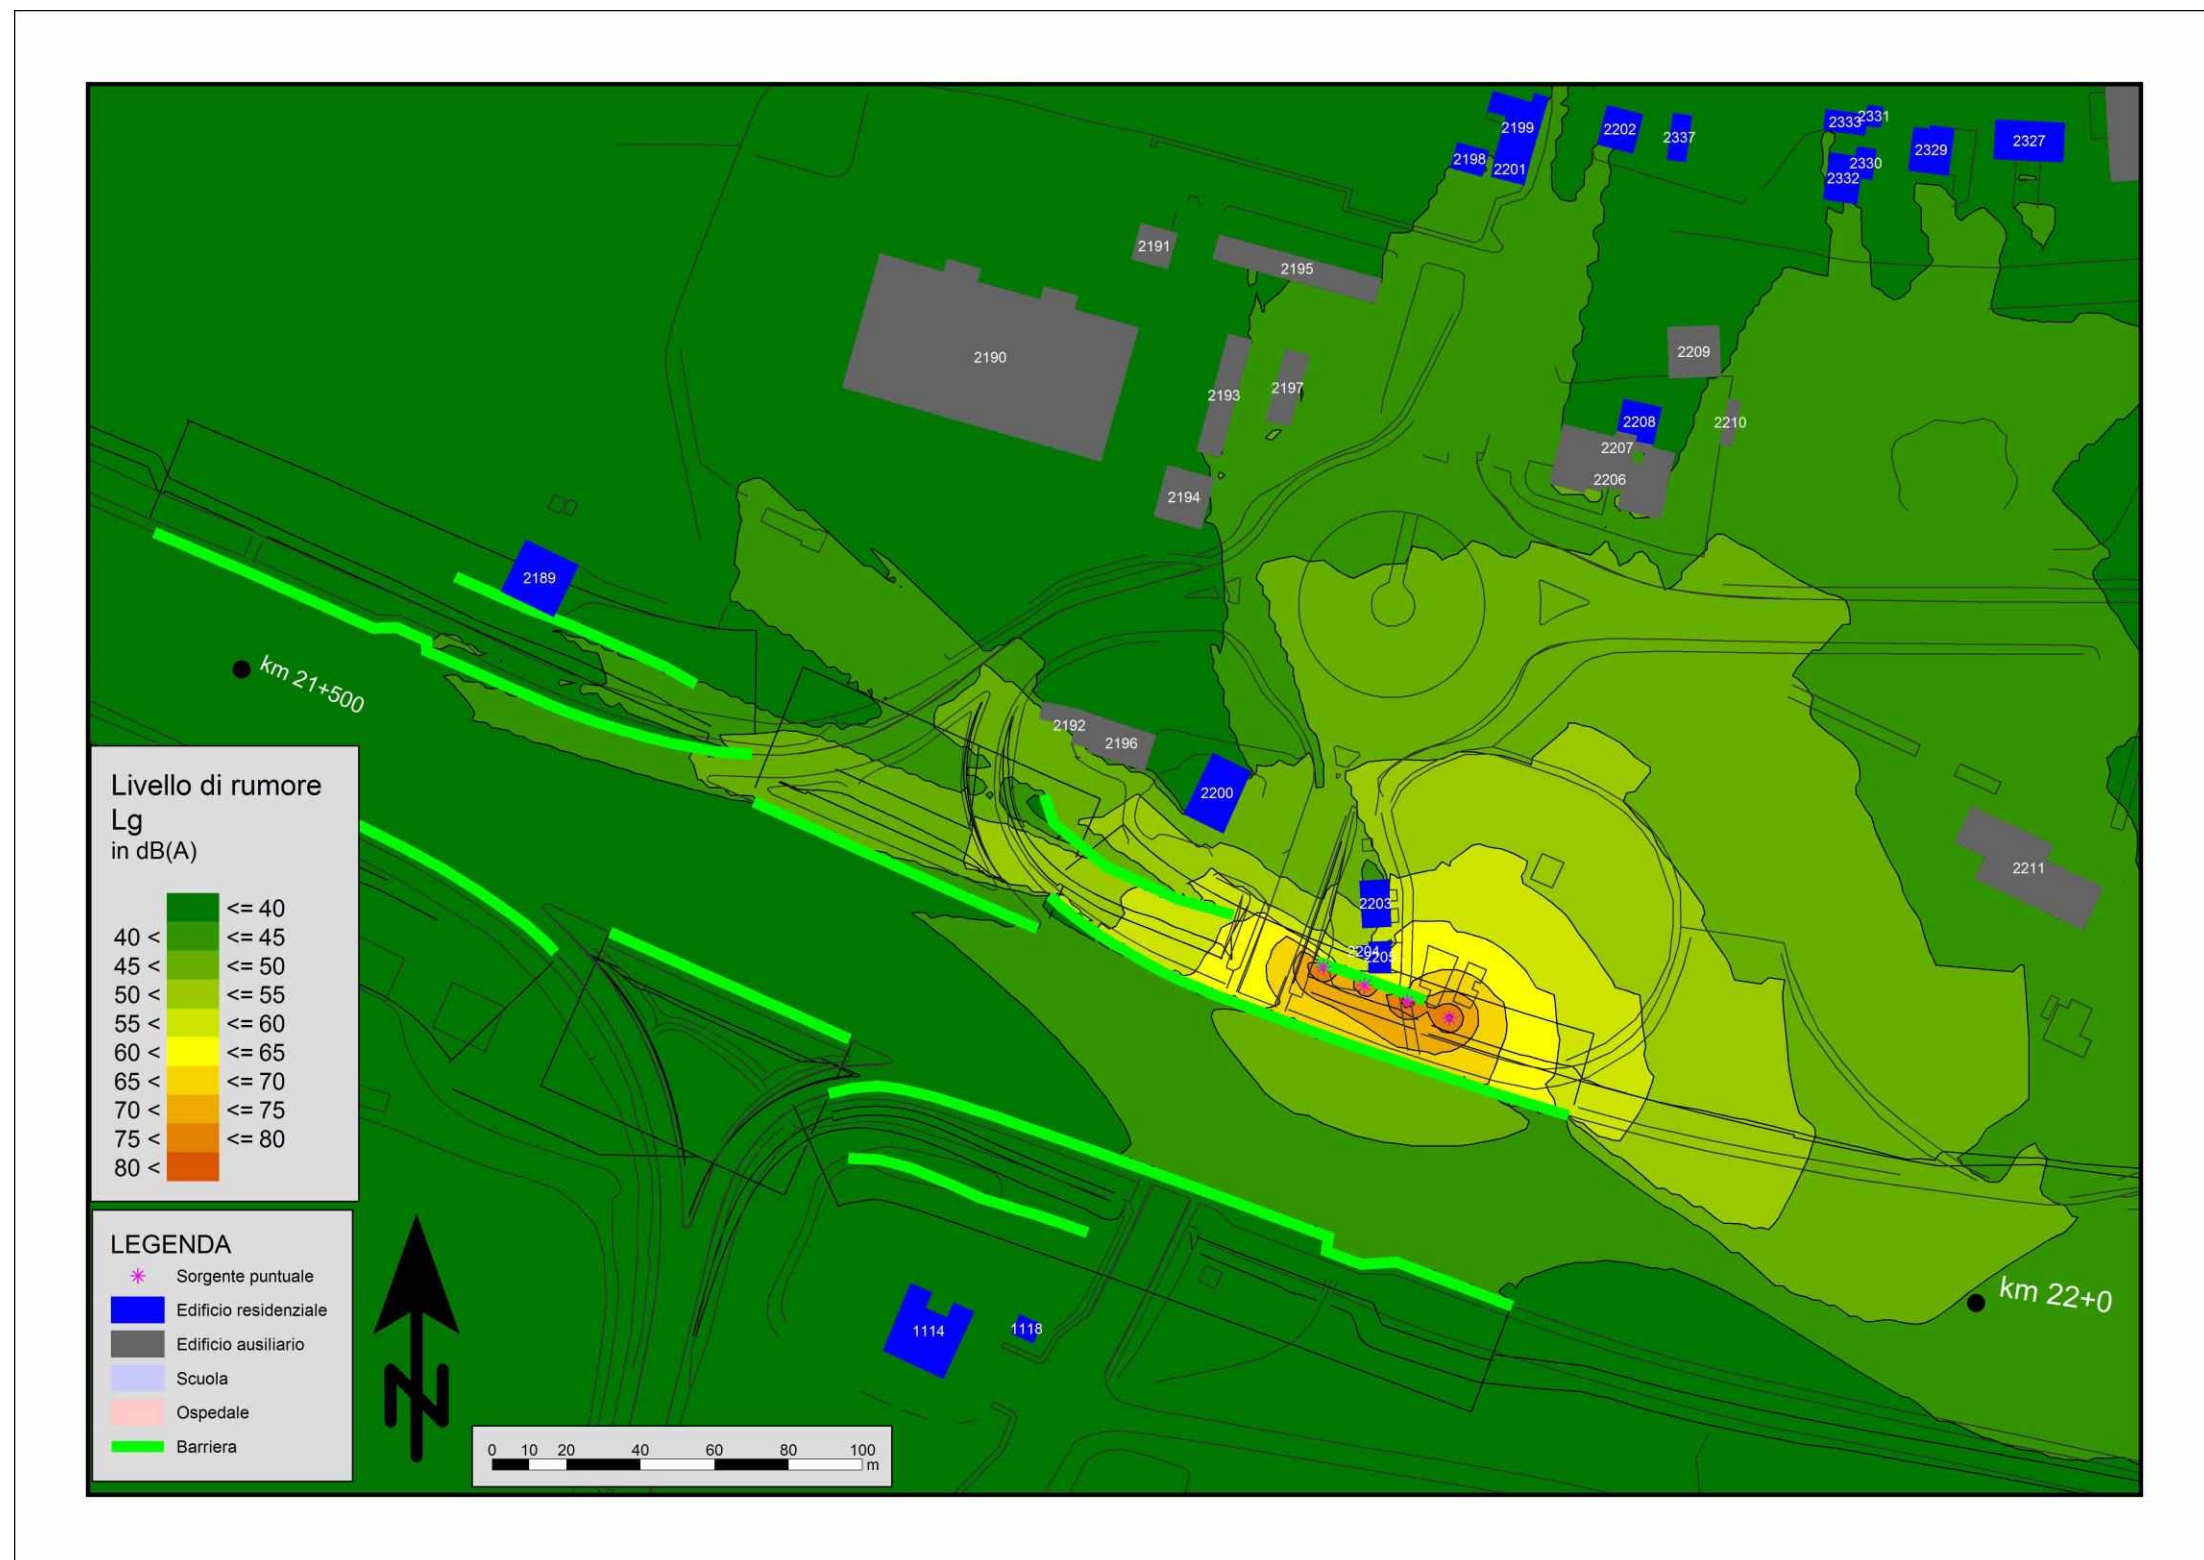 2199
2202
2337
2333
2331
2198
2201
2330
2332
2329
2327
2191
2195
2190
2193
2197
2194
2209
2208
2210
2207
2206
2189
km 21+500
2192
2196
2200
2203
2204
2205
2211
Livello di rumore
Lg
in dB(A)
<= 40
40 < <= 45
45 < <= 50
50 < <= 55
55 < <= 60
60 < <= 65
65 < <= 70
70 < <= 75
75 < <= 80
80 <
LEGENDA
Sorgente puntuale
Edificio residenziale
Edificio ausiliario
Scuola
Ospedale
Barriera
N
0 10 20 40 60 80 100
m
1114
1118
km 22+0